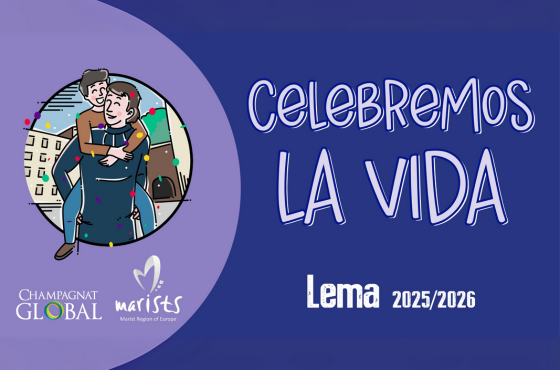 CELEBREMOS
LA VIDA
Lema 2025/2026
CHAMPAGNAT
GLOBAL
marists
Marist Region of Europe